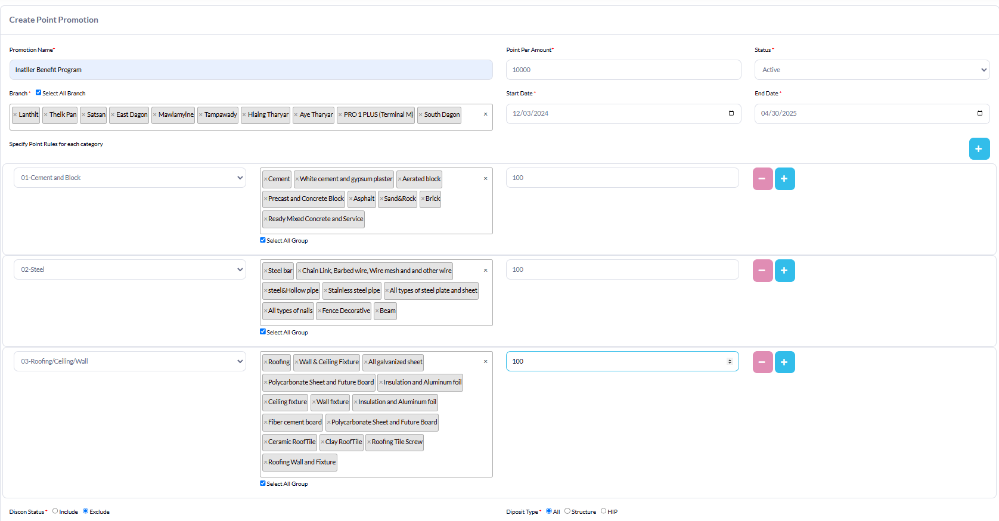 Create Point Promotion
Promotion Name*
Point Per Amount*
Status *
Inatller Benefit Program
10000
Active
Branch * Select All Branch
Start Date *
End Date *
× Lanthit × Theik Pan × Satsan × East Dagon × Mawlamyine × Tampawady × Hlaing Tharyar × Aye Tharyar × PRO 1 PLUS (Terminal M) × South Dagon ×
12/03/2024
04/30/2025
Specify Point Rules for each category
+
01-Cement and Block
× Cement × White cement and gypsum plaster × Aerated block ×
× Precast and Concrete Block × Asphalt × Sand&Rock × Brick
× Ready Mixed Concrete and Service
Select All Group
100
− +
02-Steel
× Steel bar × Chain Link, Barbed wire, Wire mesh and and other wire ×
× steel&Hollow pipe × Stainless steel pipe × All types of steel plate and sheet
× All types of nails × Fence Decorative × Beam
Select All Group
100
− +
03-Roofing/Ceiling/Wall
× Roofing × Wall & Ceiling Fixture × All galvanized sheet ×
× Polycarbonate Sheet and Future Board × Insulation and Aluminum foil
× Ceiling fixture × Wall fixture × Insulation and Aluminum foil
× Fiber cement board × Polycarbonate Sheet and Future Board
× Ceramic RoofTile × Clay RoofTile × Roofing Tile Screw
× Roofing Wall and Fixture
Select All Group
100
− +
Discon Status * Include Exclude
Diposit Type * All Structure HIP